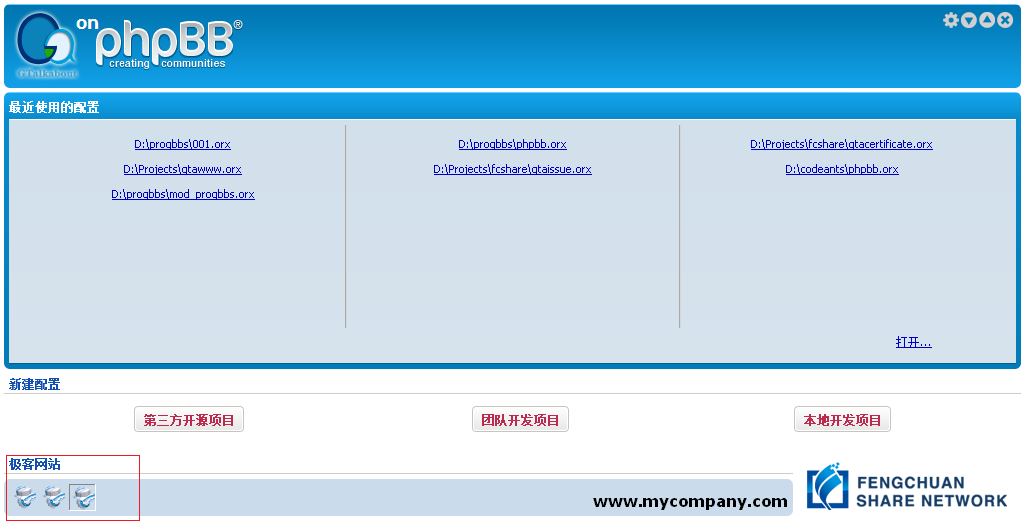 on
phpBB®
creating communities
GTalkabout
最近使用的配置
D:\progbbs\001.orx
D:\progbbs\phpbb.orx
D:\Projects\fcshare\gtacertificate.orx
D:\Projects\gtawww.orx
D:\Projects\fcshare\gtaissue.orx
D:\codeants\phpbb.orx
D:\progbbs\mod_progbbs.orx
打开...
新建配置
第三方开源项目
团队开发项目
本地开发项目
极客网站
www.mycompany.com
FENGCHUAN
SHARE NETWORK